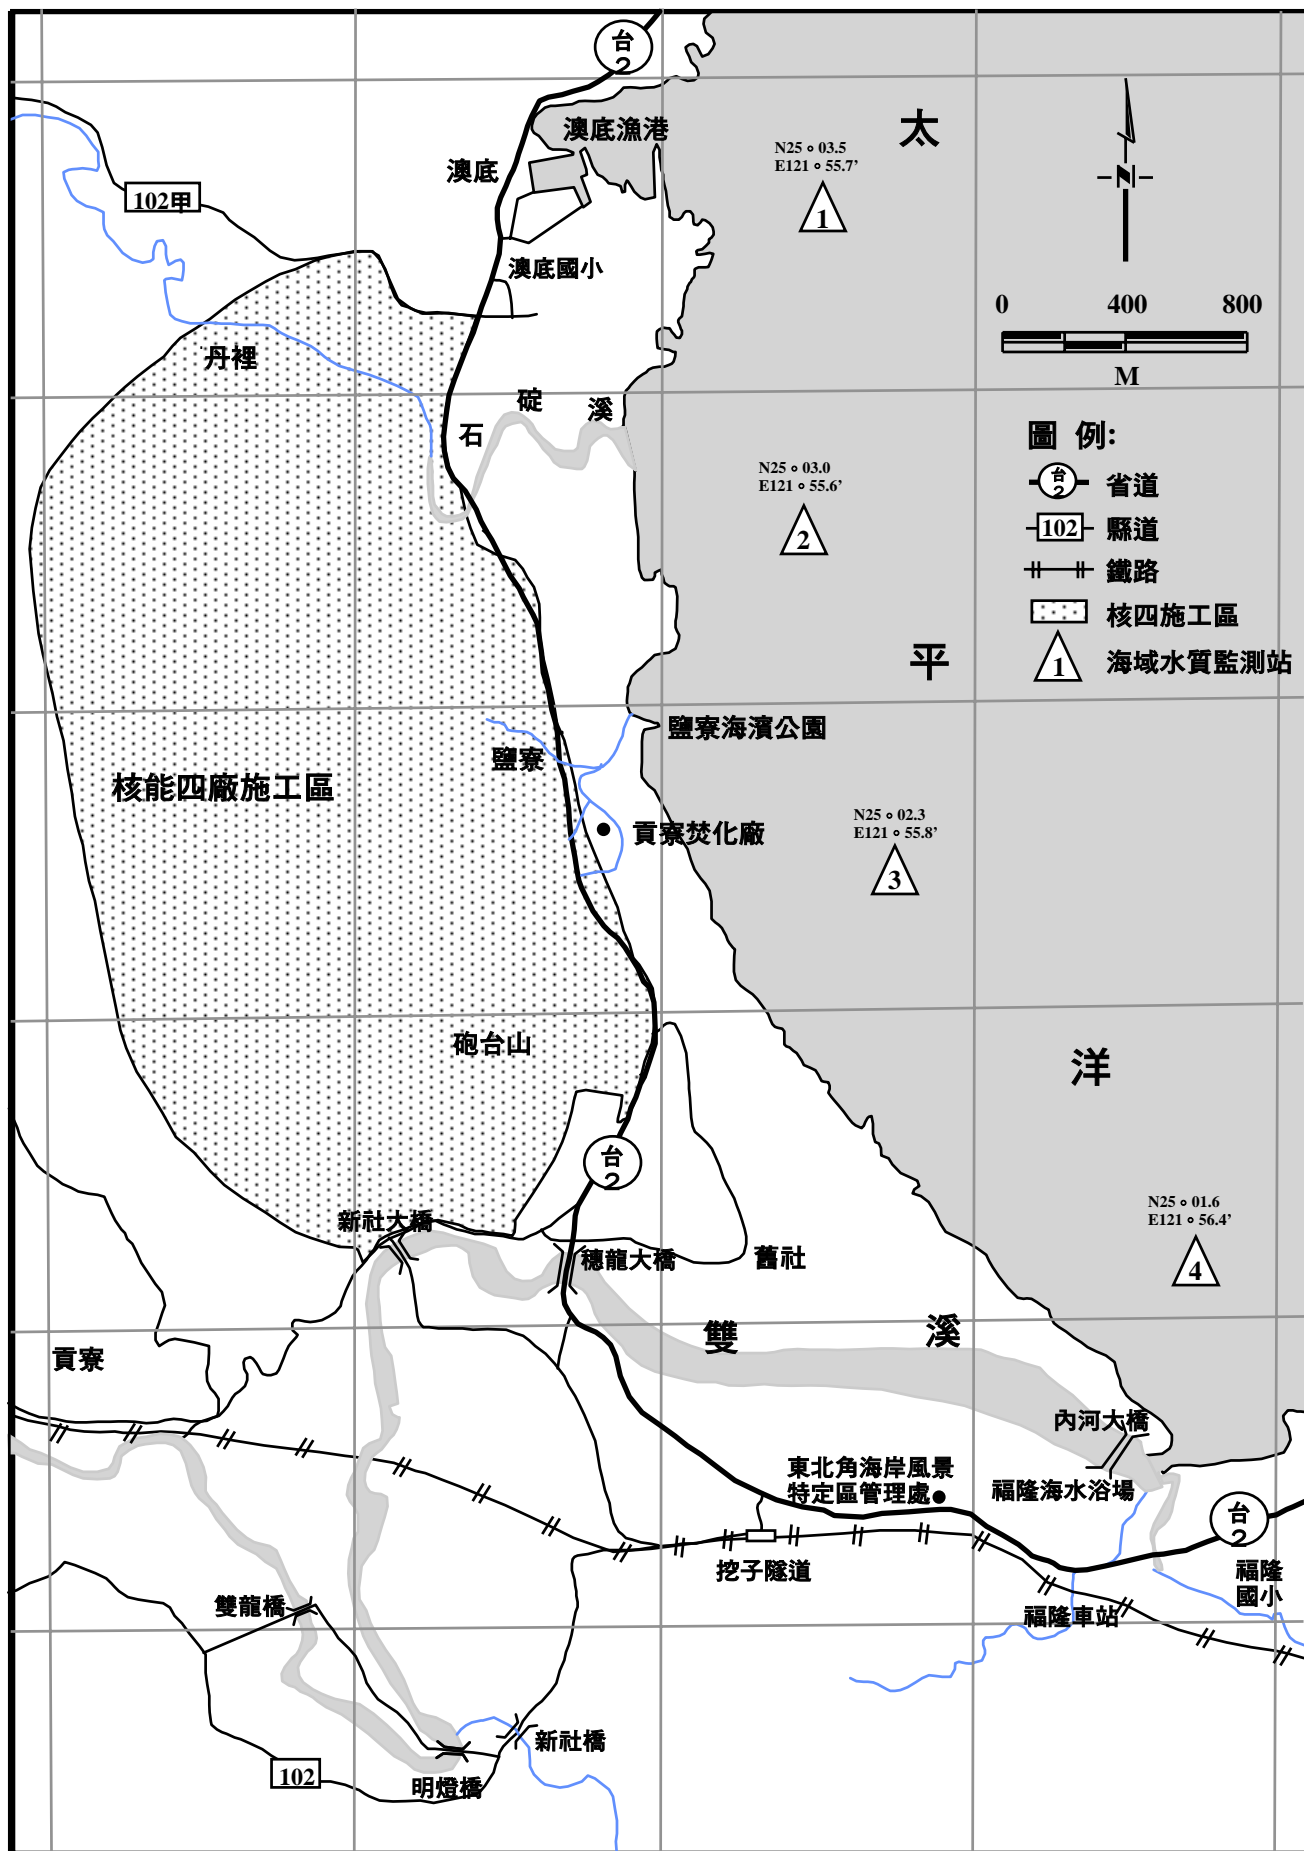 台
2
太
澳底漁港
N25∘03.5
E121∘55.7’
澳底
102甲
1
澳底國小
0 400 800
M
丹裡
石
碇
溪
圖 例:
台
2
省道
102
縣道
鐵路
核四施工區
1
海域水質監測站
N25∘03.0
E121∘55.6’
2
平
鹽寮海濱公園
鹽寮
核能四廠施工區
貢寮焚化廠
N25∘02.3
E121∘55.8’
3
砲台山
洋
台
2
N25∘01.6
E121∘56.4’
4
新社大橋
穗龍大橋
舊社
雙
溪
貢寮
內河大橋
東北角海岸風景
特定區管理處
福隆海水浴場
台
2
挖子隧道
福隆
國小
雙龍橋
福隆車站
新社橋
102
明燈橋